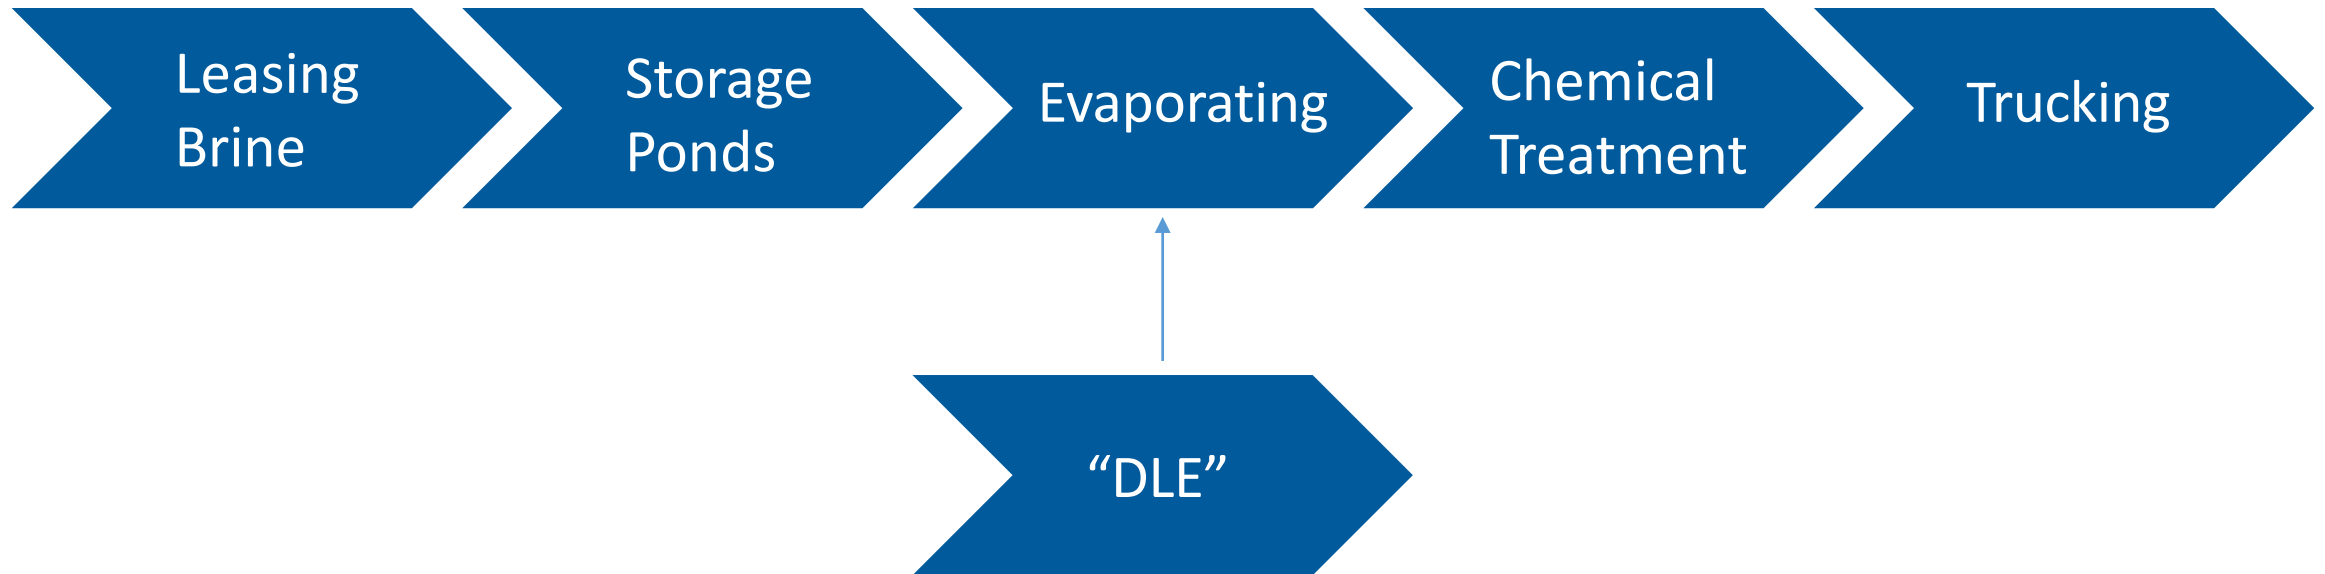 Leasing
Brine
Storage
Ponds
Evaporating
Chemical
Treatment
Trucking
“DLE”